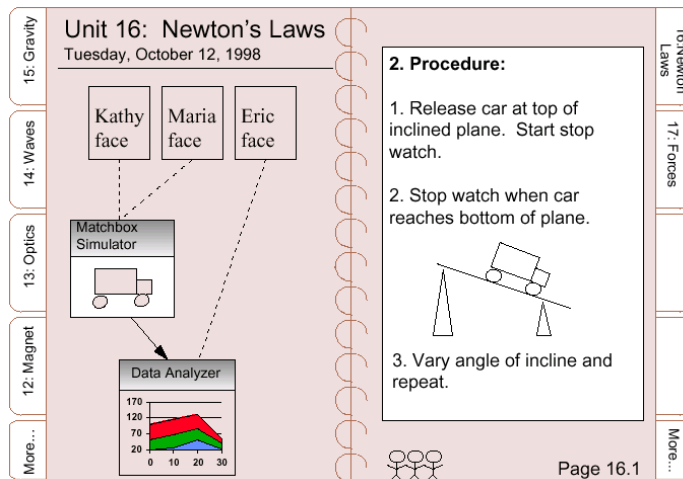 15: Gravity
14: Waves
13: Optics
12: Magnet
More...
Unit 16:  Newton's Laws
Tuesday, October 12, 1998
Kathy
face
Maria
face
Eric
face
Matchbox
Simulator
Data Analyzer
170
120
70
20
0 10 20 30
2. Procedure:
1. Release car at top of
inclined plane.  Start stop
watch.
2. Stop watch when car
reaches bottom of plane.
3. Vary angle of incline and
repeat.
Page 16.1
16:Newton
Laws
17: Forces
More...